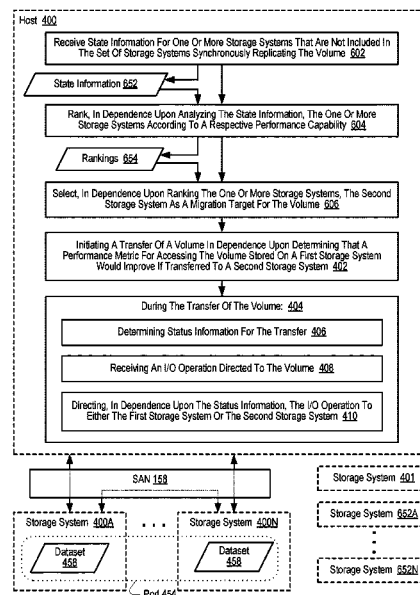 Host 400
Receive State Information For One Or More Storage Systems That Are Not Included In
The Set Of Storage Systems Synchronously Replicating The Volume 602
State Information 652
Rank, In Dependence Upon Analyzing The State Information, The One Or More
Storage Systems According To A Respective Performance Capability 604
Rankings 654
Select, In Dependence Upon Ranking The One Or More Storage Systems, The Second
Storage System As A Migration Target For The Volume 606
Initiating A Transfer Of A Volume In Dependence Upon Determining That A
Performance Metric For Accessing The Volume Stored On A First Storage System
Would Improve If Transferred To A Second Storage System 402
During The Transfer Of The Volume: 404
Determining Status Information For The Transfer 406
Receiving An I/O Operation Directed To The Volume 408
Directing, In Dependence Upon The Status Information, The I/O Operation To
Either The First Storage System Or The Second Storage System 410
SAN 158
Storage System 401
Storage System 400A
Storage System 400N
Storage System 652A
Dataset
458
Dataset
458
Storage System 652N
Pod 454